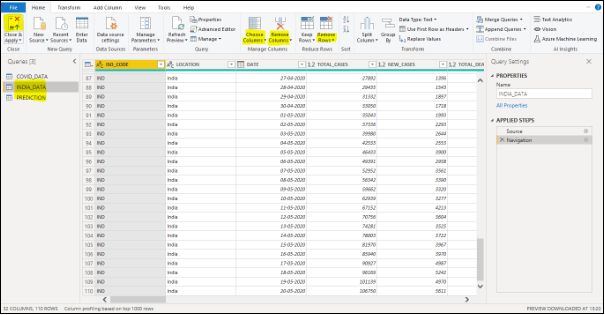 File Home Transform Add Column View Help
Close & Apply New Source Recent Sources Enter Data Data source settings Manage Parameters Refresh Preview Properties Advanced Editor Manage Choose Columns Remove Columns Keep Rows Remove Rows Split Column Group By Data Type: Text Use First Row as Headers Replace Values Merge Queries Append Queries Combine Files Text Analytics Vision Azure Machine Learning
Close New Query Data Sources Parameters Query Manage Columns Reduce Rows Sort Transform Combine AI Insights
Queries [3]
COVID_DATA
INDIA_DATA
PREDICTION
ISO_CODE LOCATION DATE 1.2 TOTAL_CASES 1.2 NEW_CASES 1.2 TOTAL_DEA
87 IND India 27-04-2020 27892 1396
88 IND India 28-04-2020 29435 1543
89 IND India 29-04-2020 31332 1897
90 IND India 30-04-2020 33050 1718
91 IND India 01-05-2020 35043 1993
92 IND India 02-05-2020
93 IND India 03-05-2020 39980 2644
94 IND India 04-05-2020 42533 2553
95 IND India 05-05-2020 46433 3900
96 IND India 06-05-2020 49391 2958
97 IND India 07-05-2020 52952 3561
98 IND India 08-05-2020 56342 3390
99 IND India 09-05-2020 59662 3320
100 IND India 10-05-2020 3277
101 IND India 11-05-2020 67152 4213
102 IND India 12-05-2020 70756 3604
103 IND India 13-05-2020 74281 3525
104 IND India 14-05-2020 78003 3722
105 IND India 15-05-2020 81970 3967
106 IND India 16-05-2020 85940 3970
107 IND India 17-05-2020 90927 4987
108 IND India 18-05-2020 5242
109 IND India 19-05-2020 101139 4970
110 IND India 20-05-2020 106750 5611
Query Settings
PROPERTIES
Name
INDIA_DATA
All Properties
APPLIED STEPS
Source
Navigation
COLUMNS, 110 ROWS Column profiling based on top 1000 rows PREVIEW DOWNLOADED AT